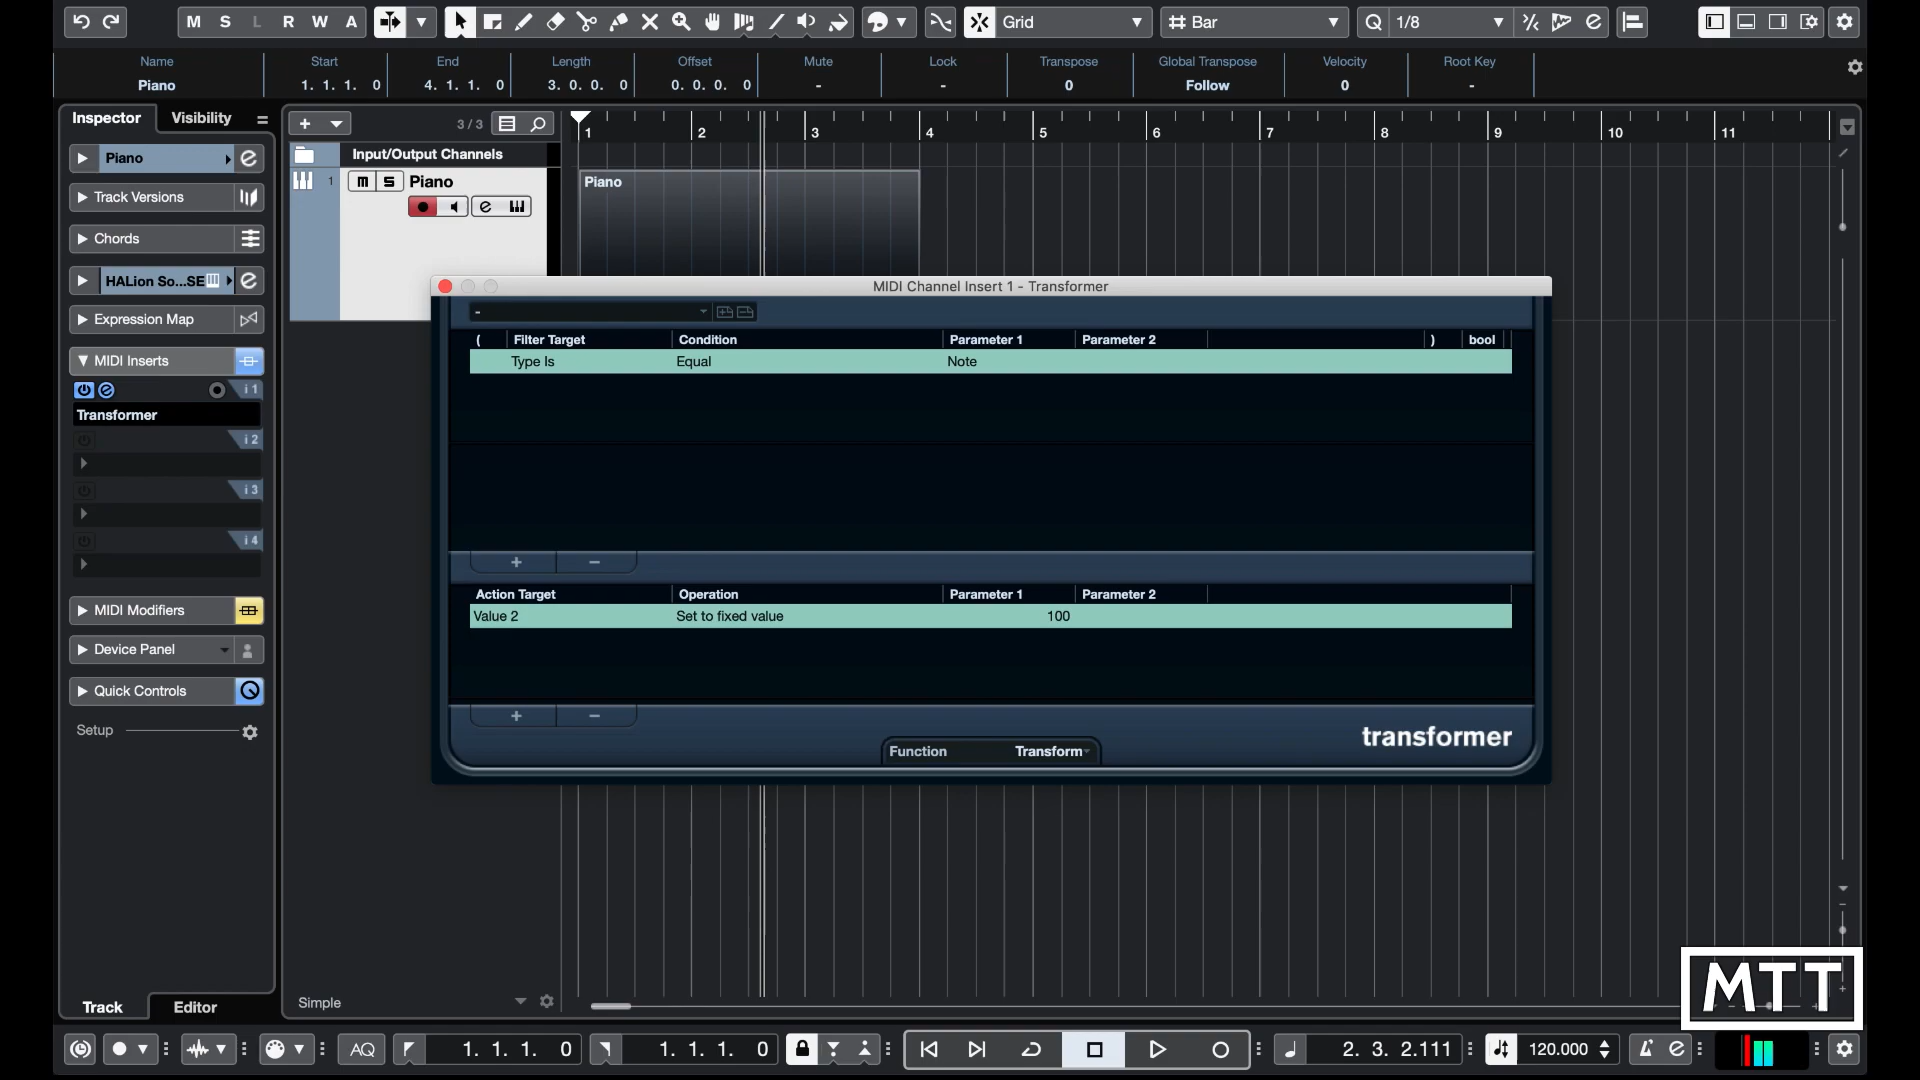 M S L R W A Grid Bar Q 1/8
Name Start End Length Offset Mute Lock Transpose Global Transpose Velocity Root Key
Piano 1. 1. 1. 0 4. 1. 1. 0 3. 0. 0. 0 0. 0. 0. 0 - - 0 Follow 0 -
Inspector Visibility
3 / 3
1 2 3 4 5 6 7 8 9 10 11
Piano
Track Versions
Chords
HALion So...SE
Expression Map
MIDI Inserts
i 1
Transformer
i 2
i 3
i 4
MIDI Modifiers
Device Panel
Quick Controls
Setup
Track Editor
Input/Output Channels
1 m S Piano
Piano
MIDI Channel Insert 1 - Transformer
-
( Filter Target Condition Parameter 1 Parameter 2 ) bool
Type Is Equal Note
+ −
Action Target Operation Parameter 1 Parameter 2
Value 2 Set to fixed value 100
+ −
transformer
Function Transform
Simple
MTT
AQ 1. 1. 1. 0 1. 1. 1. 0 2. 3. 2.111 120.000